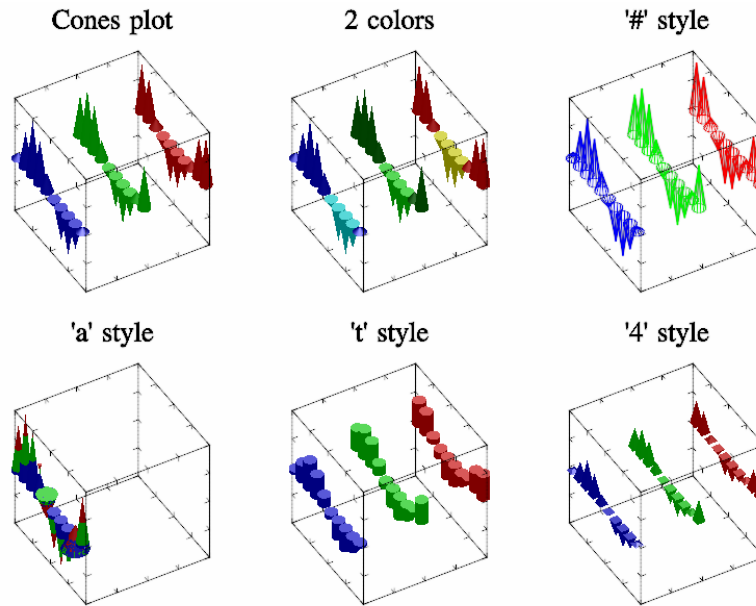 Cones plot
2 colors
'#' style
'a' style
't' style
'4' style